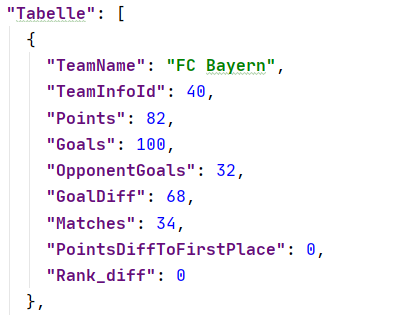 "Tabelle": [
{
"TeamName": "FC Bayern",
"TeamInfoId": 40,
"Points": 82,
"Goals": 100,
"OpponentGoals": 32,
"GoalDiff": 68,
"Matches": 34,
"PointsDiffToFirstPlace": 0,
"Rank_diff": 0
},